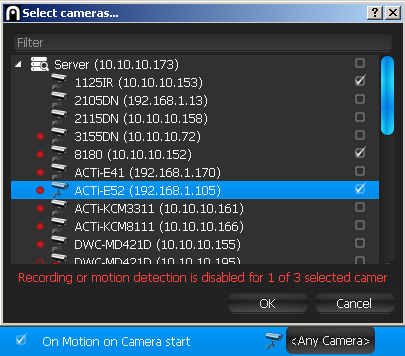 Select cameras...
Filter
Server (10.10.10.173)
1125IR (10.10.10.153)
2105DN (192.168.1.13)
2115DN (10.10.10.158)
3155DN (10.10.10.72)
8180 (10.10.10.152)
ACTi-E41 (192.168.1.170)
ACTi-E52 (192.168.1.105)
ACTi-KCM3311 (10.10.10.161)
ACTi-KCM8111 (10.10.10.166)
DWC-MD421D (10.10.10.155)
DWC-MD421D (10.10.10.195)
Recording or motion detection is disabled for 1 of 3 selected camer
OK Cancel
On Motion on Camera start <Any Camera>